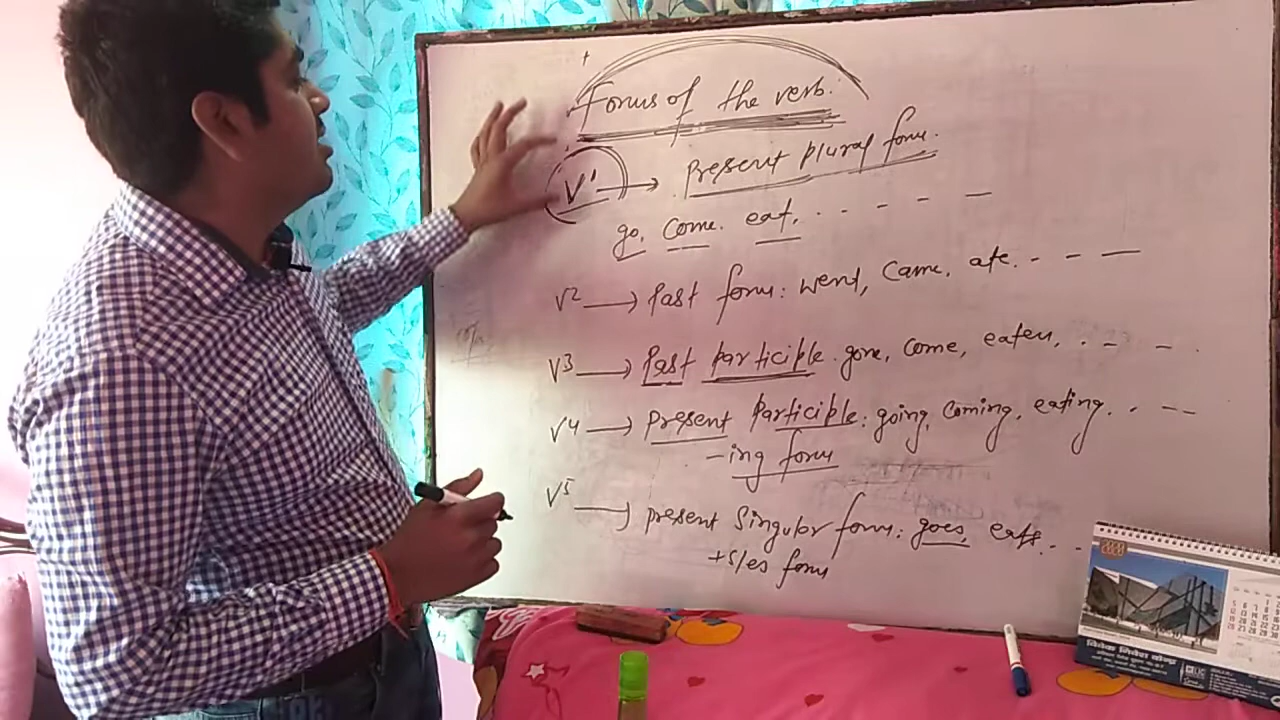 Forms of the verb.
V1 → Present plural form.
go, come. eat. . . - - - -
V2 → Past form: went, came, ate. - - —
V3 → Past participle. gone, come, eaten, . - - .
V4 → Present Participle: going, coming, eating. . - -
-ing form
V5 → present Singular form: goes, eats. . -
+s/es form
विवेक निवेश केन्द्र
LIC